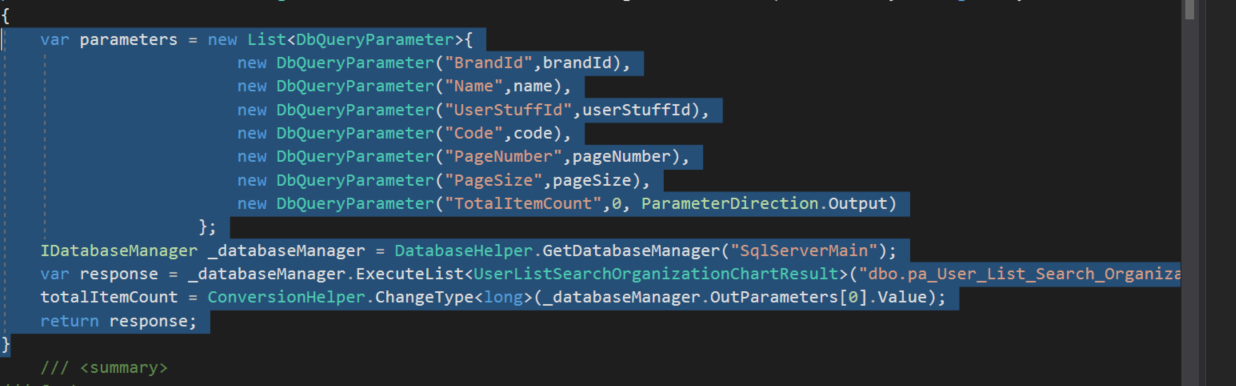 {
var parameters = new List<DbQueryParameter>{
new DbQueryParameter("BrandId",brandId),
new DbQueryParameter("Name",name),
new DbQueryParameter("UserStuffId",userStuffId),
new DbQueryParameter("Code",code),
new DbQueryParameter("PageNumber",pageNumber),
new DbQueryParameter("PageSize",pageSize),
new DbQueryParameter("TotalItemCount",0, ParameterDirection.Output)
};
IDatabaseManager _databaseManager = DatabaseHelper.GetDatabaseManager("SqlServerMain");
var response = _databaseManager.ExecuteList<UserListSearchOrganizationChartResult>("dbo.pa_User_List_Search_Organiza
totalItemCount = ConversionHelper.ChangeType<long>(_databaseManager.OutParameters[0].Value);
return response;
}
/// <summary>